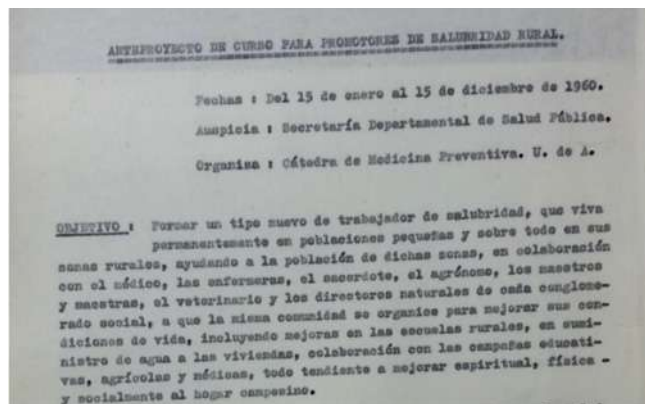 ANTEPROYECTO DE CURSO PARA PROMOTORES DE SALUBRIDAD RURAL.
Fechas : Del 15 de enero al 15 de diciembre de 1960.
Auspicia : Secretaría Departamental de Salud Pública.
Organiza : Cátedra de Medicina Preventiva. U. de A.
OBJETIVO : Formar un tipo nuevo de trabajador de salubridad, que viva
permanentemente en poblaciones pequeñas y sobre todo en sus
zonas rurales, ayudando a la población de dichas zonas, en colaboración
con el médico, las enfermeras, el sacerdote, el agrónomo, los maestros
y maestras, el veterinario y los directores naturales de cada conglome-
rado social, a que la misma comunidad se organice para mejorar sus con-
diciones de vida, incluyendo mejoras en las escuelas rurales, en sumi-
nistro de agua a las viviendas, colaboración con las campañas educati-
vas, agrícolas y médicas, todo tendiente a mejorar espiritual, física -
y socialmente al hogar campesino.